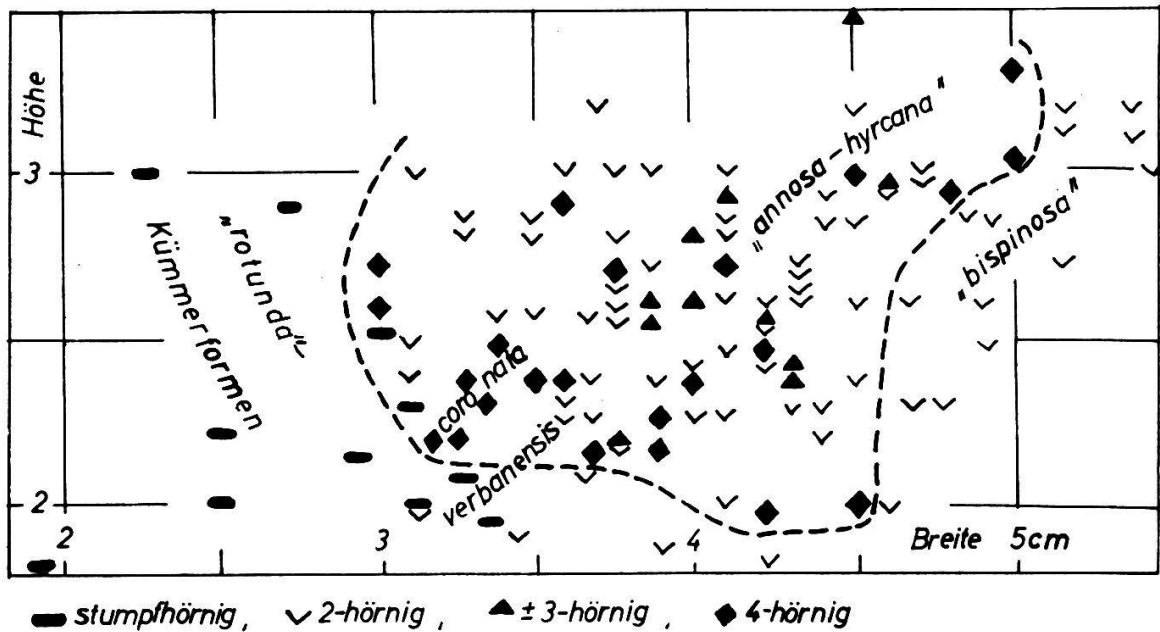 Höhe
3
2
Kümmerformen
„rotunda“
coronata
verbanensis
„annosa-hyrcana“
„bispinosa“
2 3 4 Breite 5cm
stumpfhörnig, 2-hörnig, ±3-hörnig, 4-hörnig